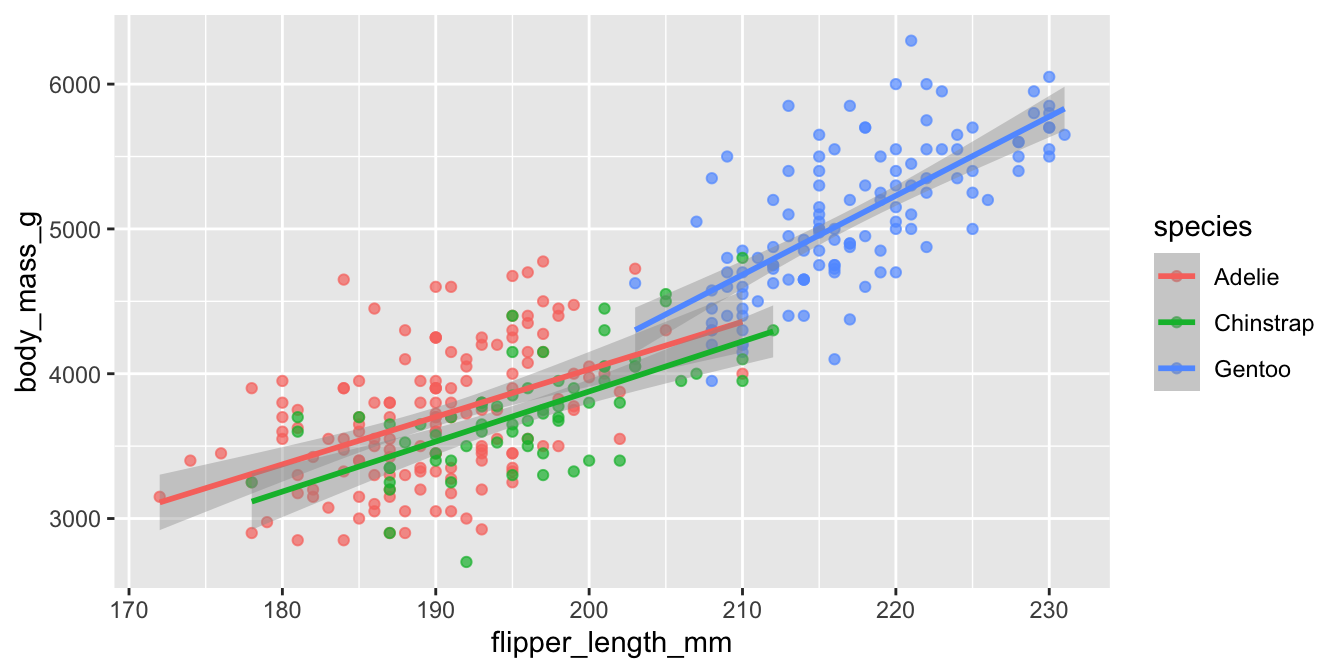 body_mass_g
6000
5000
4000
3000
170 180 190 200 210 220 230
flipper_length_mm
species
Adelie
Chinstrap
Gentoo